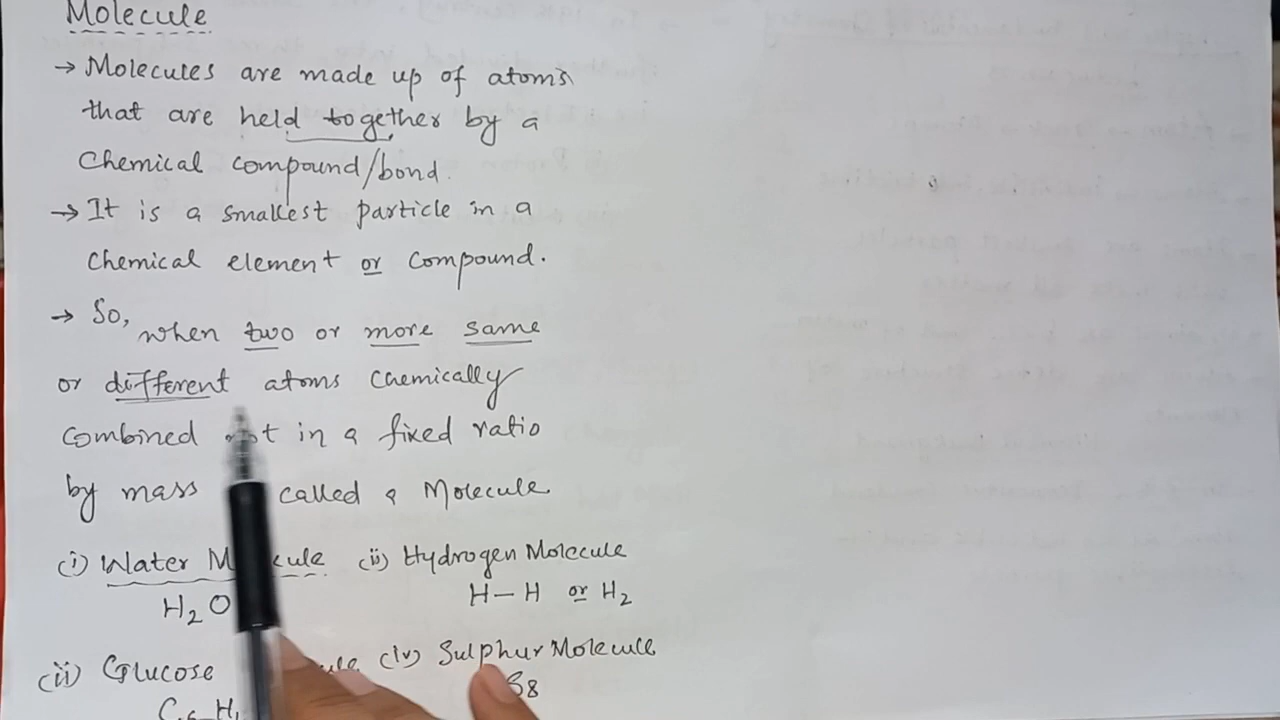 Molecule
→ Molecules are made up of atoms
that are held together by a
Chemical compound/bond.
→ It is a smallest particle in a
Chemical element or Compound.
→ So, when two or more same
or different atoms chemically
combined in a fixed ratio
by mass called a Molecule
(i) Water (ii) Hydrogen Molecule
H2O H-H or H2
(ii) Glucose (iv) Sulphur Molecule
S8